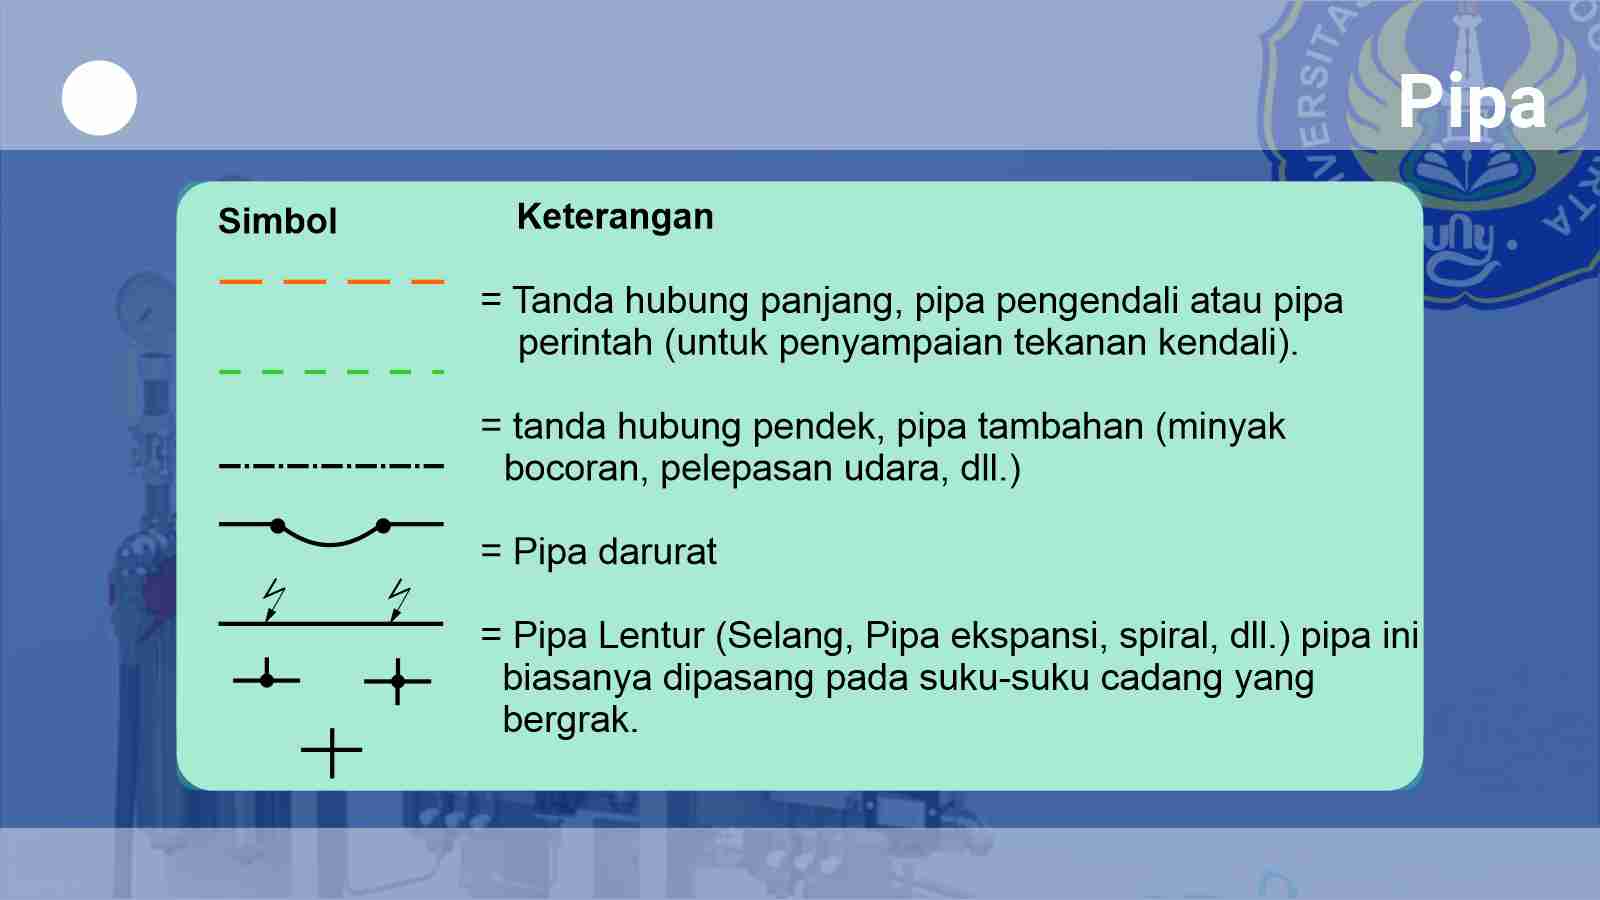 Pipa
Simbol
Keterangan
= Tanda hubung panjang, pipa pengendali atau pipa
perintah (untuk penyampaian tekanan kendali).
= tanda hubung pendek, pipa tambahan (minyak
bocoran, pelepasan udara, dll.)
= Pipa darurat
= Pipa Lentur (Selang, Pipa ekspansi, spiral, dll.) pipa ini
biasanya dipasang pada suku-suku cadang yang
bergrak.
uny